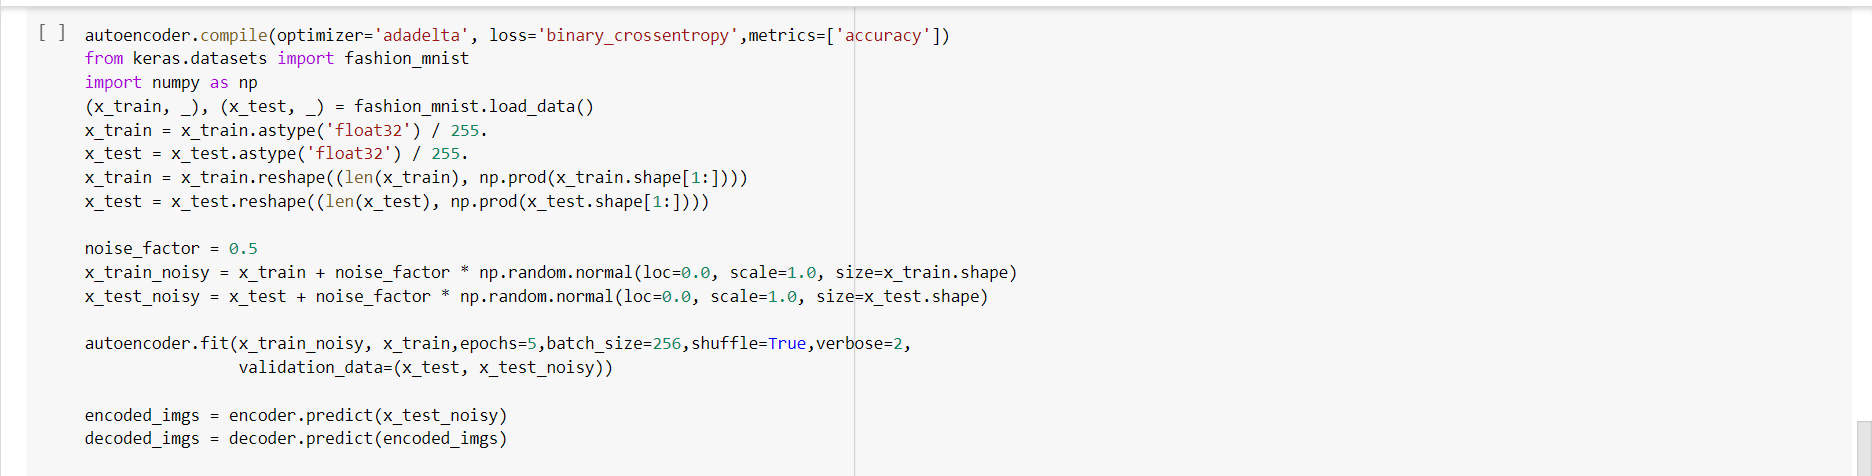 [ ] autoencoder.compile(optimizer='adadelta', loss='binary_crossentropy',metrics=['accuracy'])
from keras.datasets import fashion_mnist
import numpy as np
(x_train, _), (x_test, _) = fashion_mnist.load_data()
x_train = x_train.astype('float32') / 255.
x_test = x_test.astype('float32') / 255.
x_train = x_train.reshape((len(x_train), np.prod(x_train.shape[1:])))
x_test = x_test.reshape((len(x_test), np.prod(x_test.shape[1:])))
noise_factor = 0.5
x_train_noisy = x_train + noise_factor * np.random.normal(loc=0.0, scale=1.0, size=x_train.shape)
x_test_noisy = x_test + noise_factor * np.random.normal(loc=0.0, scale=1.0, size=x_test.shape)
autoencoder.fit(x_train_noisy, x_train,epochs=5,batch_size=256,shuffle=True,verbose=2,
validation_data=(x_test, x_test_noisy))
encoded_imgs = encoder.predict(x_test_noisy)
decoded_imgs = decoder.predict(encoded_imgs)